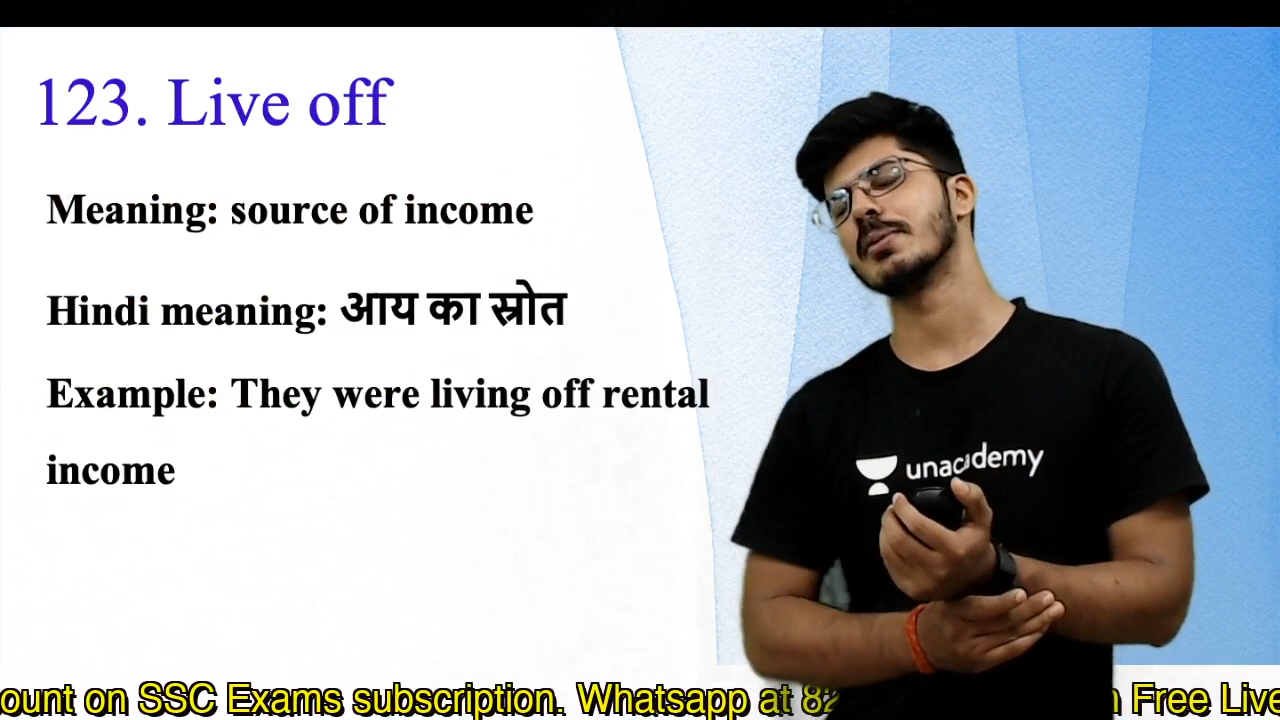 123. Live off
Meaning: source of income
Hindi meaning: आय का स्रोत
Example: They were living off rental
income
unacademy
ount on SSC Exams subscription. Whatsapp at 82 Free Live